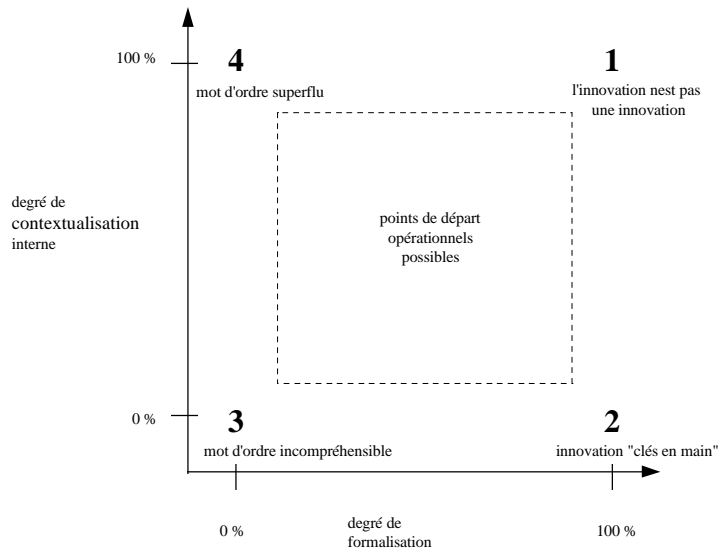 100 %
4
1
mot d'ordre superflu
l'innovation nest pas
une innovation
degré de
contextualisation
interne
points de départ
opérationnels
possibles
0 %
3
2
mot d'ordre incompréhensible
innovation "clés en main"
0 %
degré de
formalisation
100 %